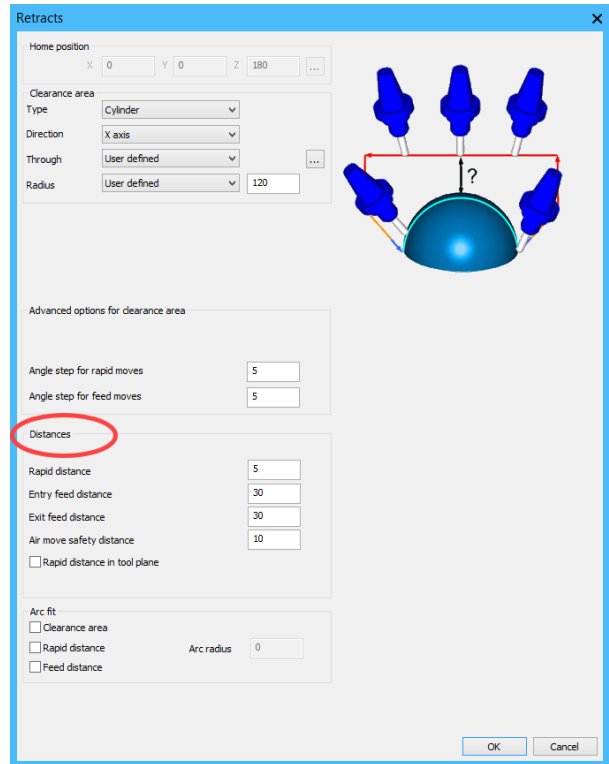 Retracts
Home position
X 0 Y 0 Z 180 ...
Clearance area
Type Cylinder
Direction X axis
Through User defined ...
Radius User defined 120
?
Advanced options for clearance area
Angle step for rapid moves 5
Angle step for feed moves 5
Distances
Rapid distance 5
Entry feed distance 30
Exit feed distance 30
Air move safety distance 10
Rapid distance in tool plane
Arc fit
Clearance area
Rapid distance Arc radius 0
Feed distance
OK Cancel